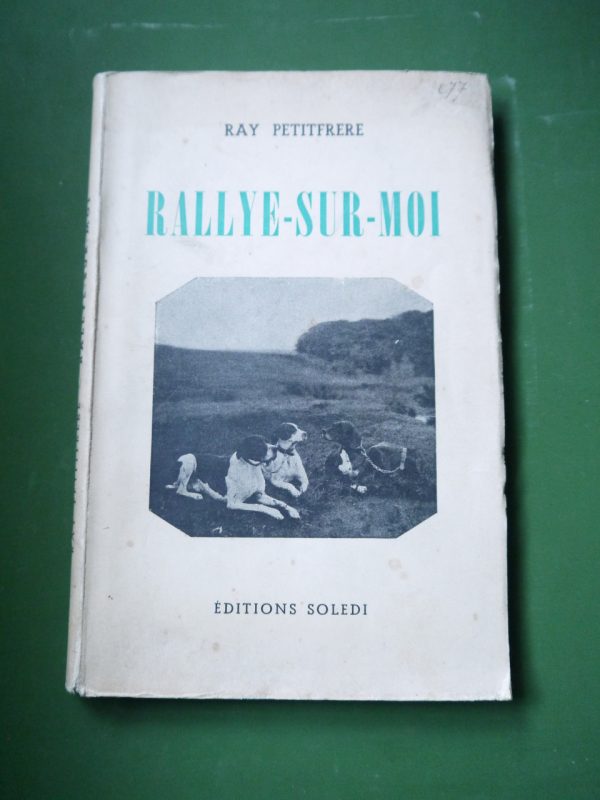 RAY PETITFRERE
RALLYE-SUR-MOI
ÉDITIONS SOLEDI